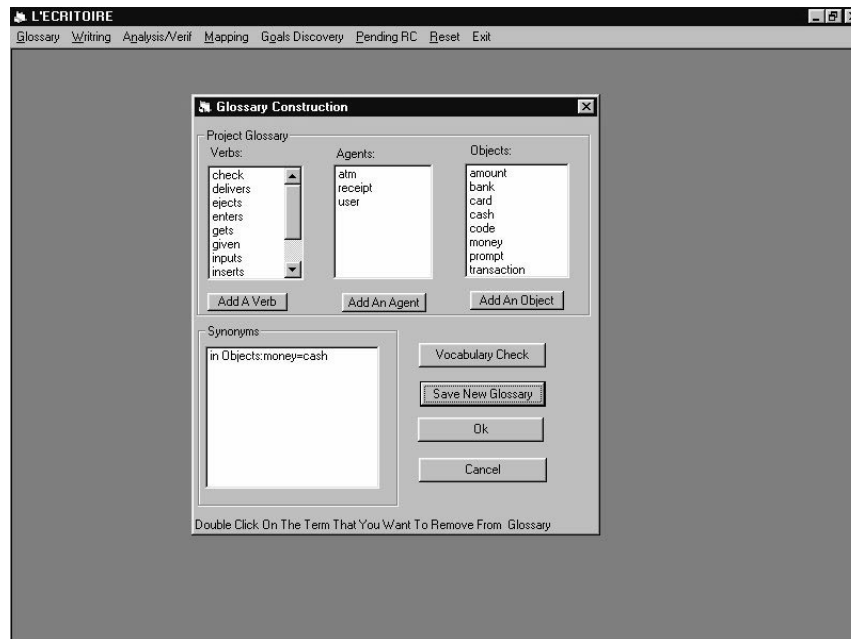 L'ECRITOIRE
Glossary Writring Analysis/Verif Mapping Goals Discovery Pending RC Reset Exit
Glossary Construction
Project Glossary
Verbs:
check
delivers
ejects
enters
gets
given
inputs
inserts
Add A Verb
Agents:
atm
receipt
user
Add An Agent
Objects:
amount
bank
card
cash
code
money
prompt
transaction
Add An Object
Synonyms
in Objects:money=cash
Vocabulary Check
Save New Glossary
Ok
Cancel
Double Click On The Term That You Want To Remove From Glossary